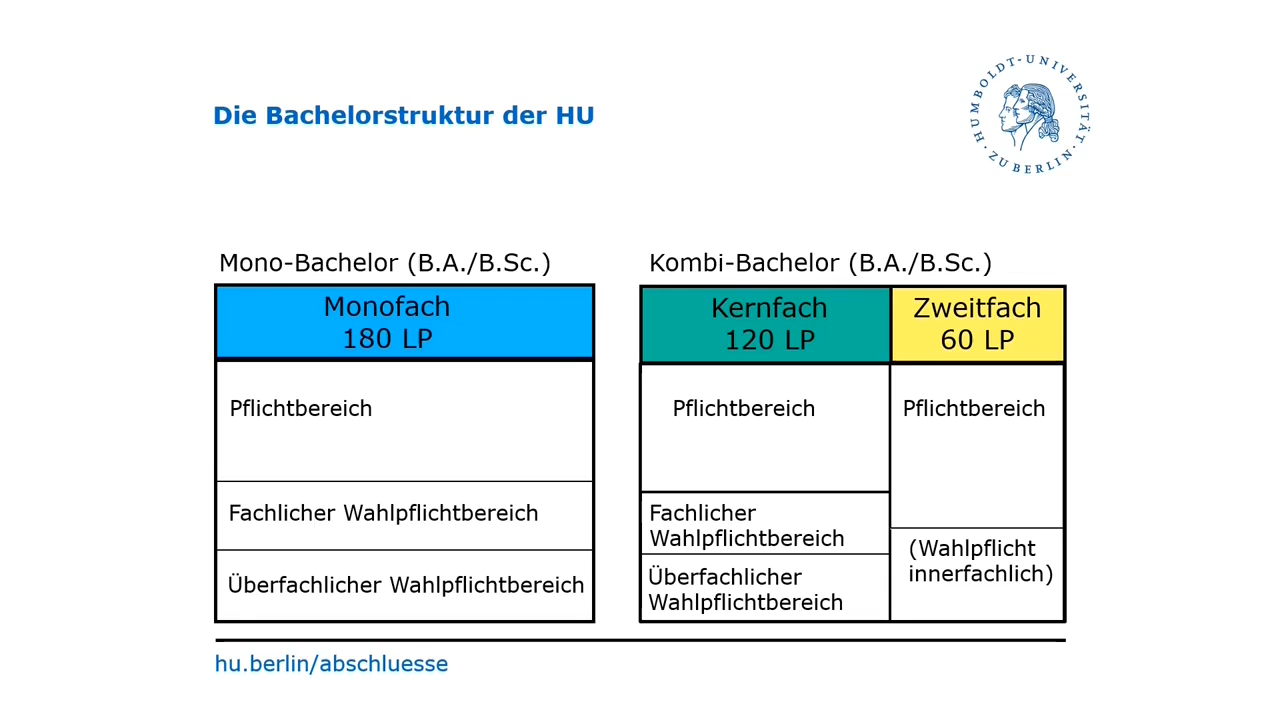 Die Bachelorstruktur der HU
HUMBOLDT-UNIVERSITÄT · ZU BERLIN ·
Mono-Bachelor (B.A./B.Sc.)
Monofach
180 LP
Pflichtbereich
Fachlicher Wahlpflichtbereich
Überfachlicher Wahlpflichtbereich
Kombi-Bachelor (B.A./B.Sc.)
Kernfach
120 LP
Pflichtbereich
Fachlicher
Wahlpflichtbereich
Überfachlicher
Wahlpflichtbereich
Zweitfach
60 LP
Pflichtbereich
(Wahlpflicht
innerfachlich)
hu.berlin/abschluesse